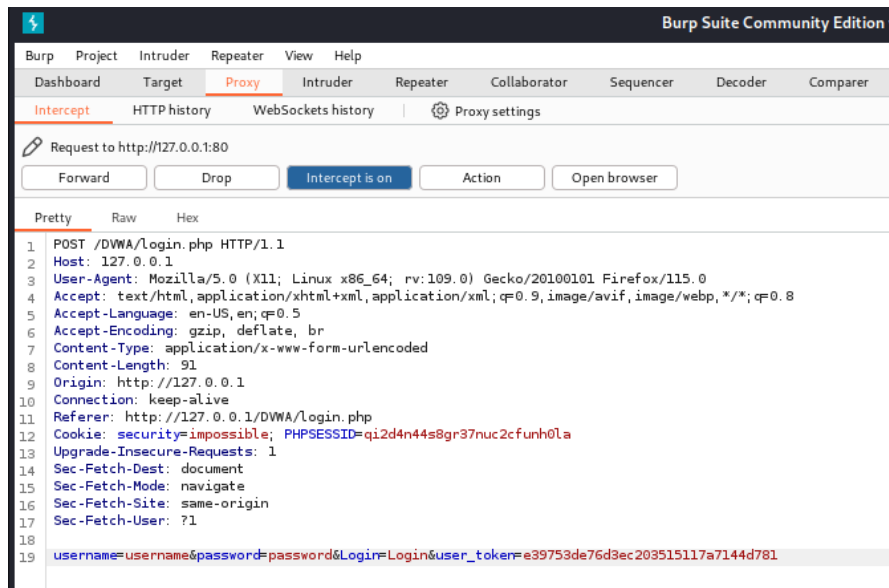 Burp Suite Community Edition
Burp Project Intruder Repeater View Help
Dashboard Target Proxy Intruder Repeater Collaborator Sequencer Decoder Comparer
Intercept HTTP history WebSockets history Proxy settings
Request to http://127.0.0.1:80
Forward Drop Intercept is on Action Open browser
Pretty Raw Hex
1 POST /DVWA/login.php HTTP/1.1
2 Host: 127.0.0.1
3 User-Agent: Mozilla/5.0 (X11; Linux x86_64; rv:109.0) Gecko/20100101 Firefox/115.0
4 Accept: text/html,application/xhtml+xml,application/xml;q=0.9,image/avif,image/webp,*/*;q=0.8
5 Accept-Language: en-US,en;q=0.5
6 Accept-Encoding: gzip, deflate, br
7 Content-Type: application/x-www-form-urlencoded
8 Content-Length: 91
9 Origin: http://127.0.0.1
10 Connection: keep-alive
11 Referer: http://127.0.0.1/DVWA/login.php
12 Cookie: security=impossible; PHPSESSID=qi2d4n44s8gr37nuc2cfunh0la
13 Upgrade-Insecure-Requests: 1
14 Sec-Fetch-Dest: document
15 Sec-Fetch-Mode: navigate
16 Sec-Fetch-Site: same-origin
17 Sec-Fetch-User: ?1
18
19 username=username&password=password&Login=Login&user_token=e39753de76d3ec203515117a7144d781